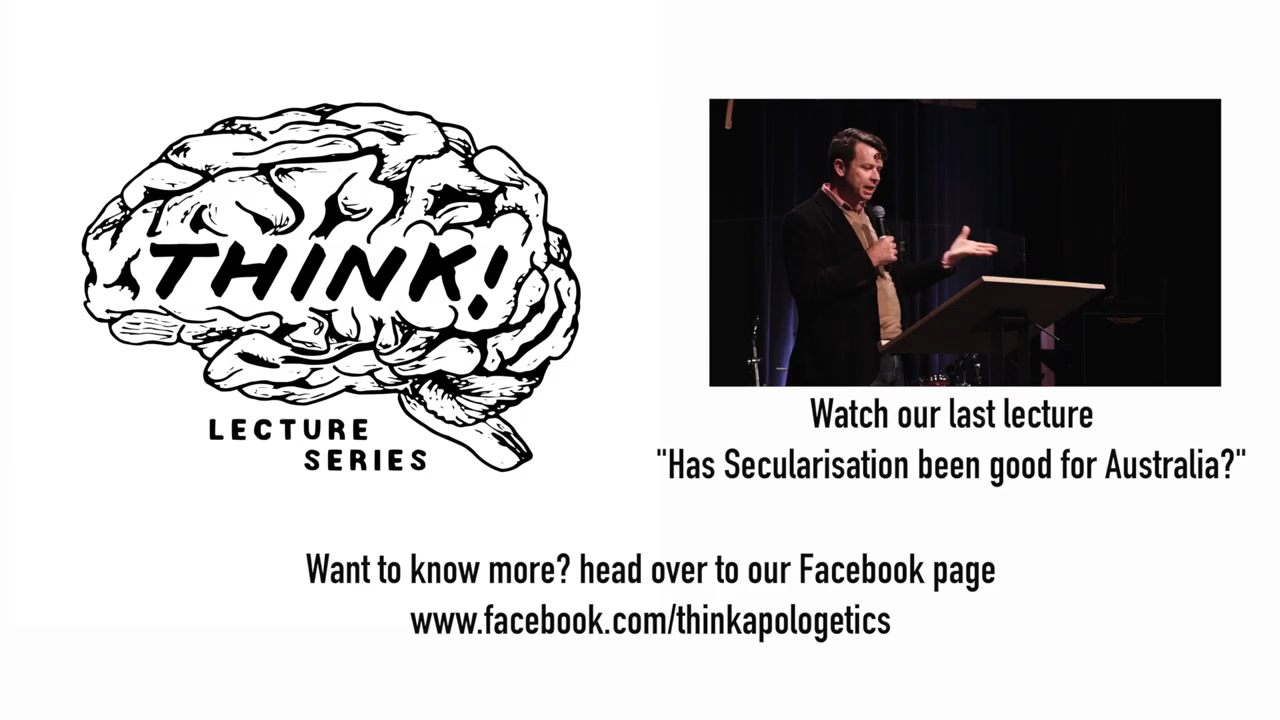 THINK!
LECTURE
SERIES
Watch our last lecture
"Has Secularisation been good for Australia?"
Want to know more? head over to our Facebook page
www.facebook.com/thinkapologetics